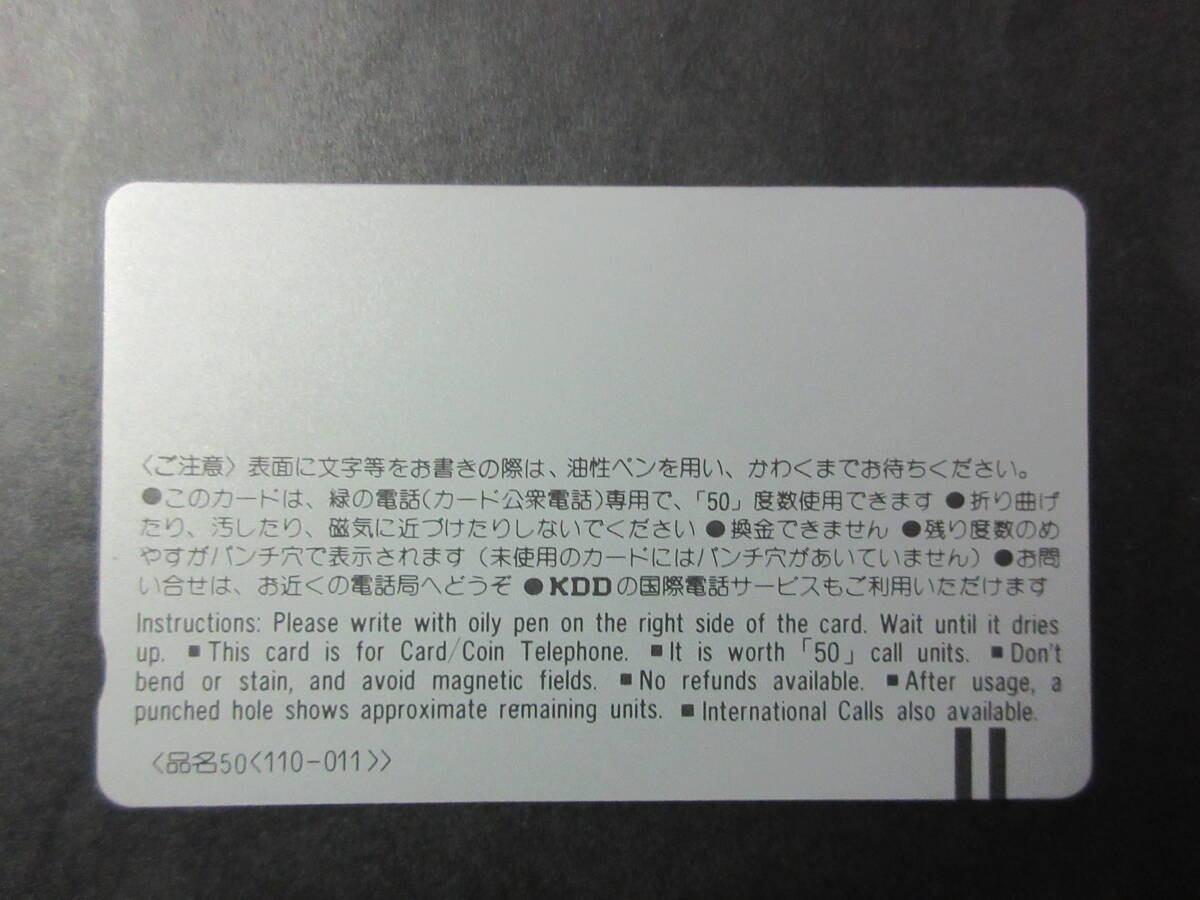 〈ご注意〉表面に文字等をお書きの際は、油性ペンを用い、かわくまでお待ちください。
●このカードは、緑の電話(カード公衆電話)専用で、「50」度数使用できます ●折り曲げ
たり、汚したり、磁気に近づけたりしないでください ●換金できません ●残り度数のめ
やすがパンチ穴で表示されます(未使用のカードにはパンチ穴があいていません) ●お問
い合せは、お近くの電話局へどうぞ ●KDDの国際電話サービスもご利用いただけます
Instructions: Please write with oily pen on the right side of the card. Wait until it dries
up. ■This card is for Card/Coin Telephone. ■It is worth「50」call units. ■Don't
bend or stain, and avoid magnetic fields. ■No refunds available. ■After usage, a
punched hole shows approximate remaining units. ■International Calls also available.
〈品名50〈110-011〉〉